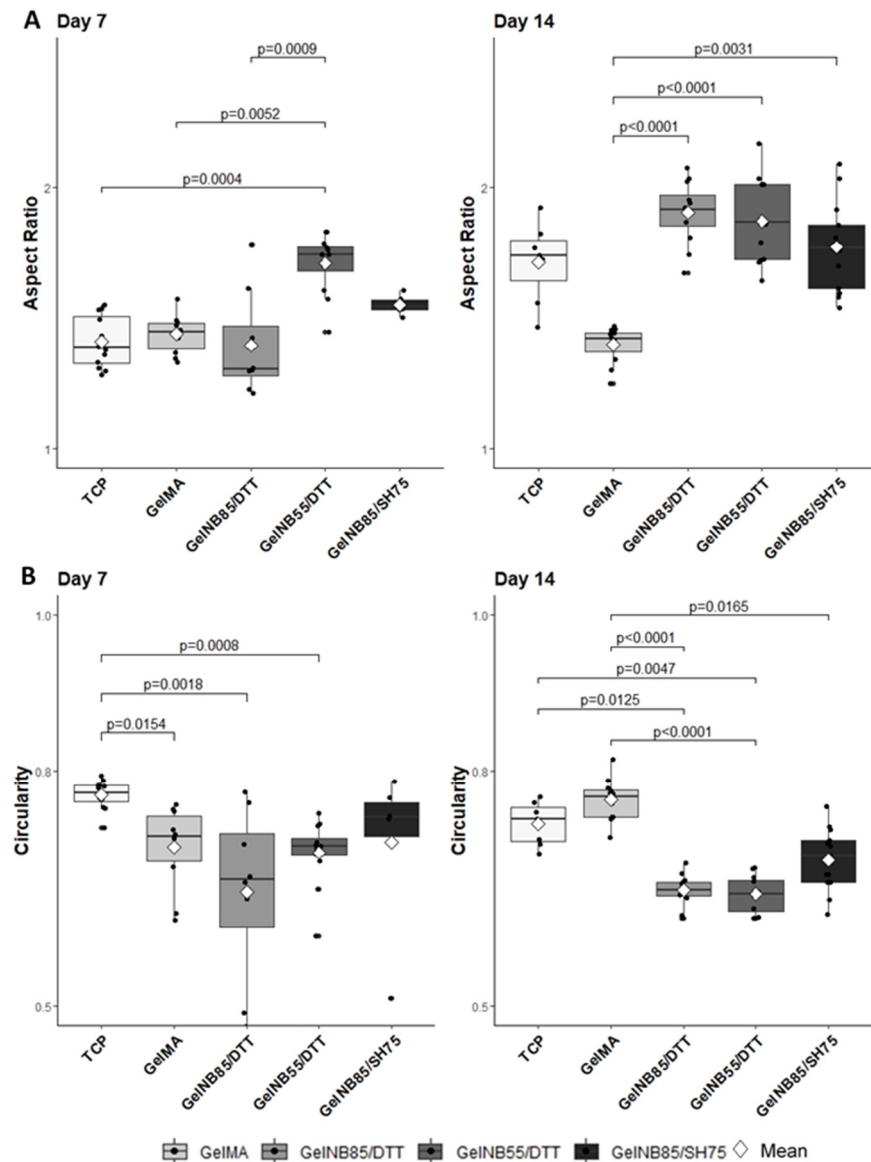 A
Day 7
Day 14
Aspect Ratio
2
1
p=0.0009
p=0.0052
p=0.0004
TCP
GelMA
GelNB85/DTT
GelNB55/DTT
GelNB85/SH75
Aspect Ratio
2
1
p=0.0031
p<0.0001
p<0.0001
TCP
GelMA
GelNB85/DTT
GelNB55/DTT
GelNB85/SH75
B
Day 7
Day 14
Circularity
1.0
0.8
0.5
p=0.0008
p=0.0018
p=0.0154
TCP
GelMA
GelNB85/DTT
GelNB55/DTT
GelNB85/SH75
Circularity
1.0
0.8
0.5
p=0.0165
p<0.0001
p=0.0047
p=0.0125
p<0.0001
TCP
GelMA
GelNB85/DTT
GelNB55/DTT
GelNB85/SH75
GelMA GelNB85/DTT GelNB55/DTT GelNB85/SH75 Mean